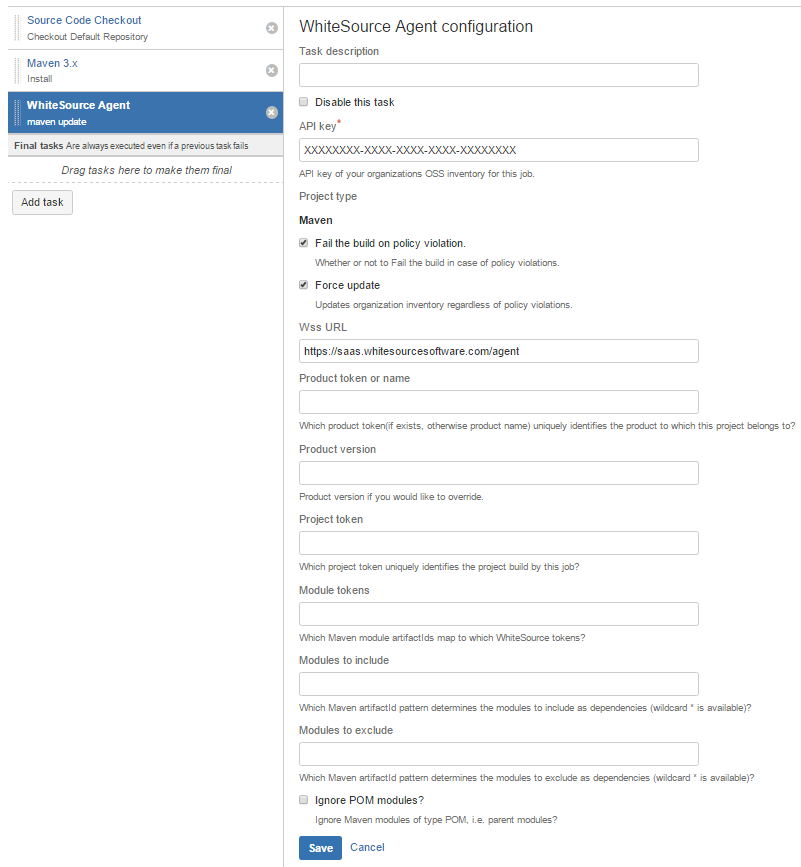 Source Code Checkout
Checkout Default Repository
Maven 3.x
Install
WhiteSource Agent
maven update
Final tasks Are always executed even if a previous task fails
Drag tasks here to make them final
Add task
WhiteSource Agent configuration
Task description
Disable this task
API key*
XXXXXXXX-XXXX-XXXX-XXXX-XXXXXXXX
API key of your organizations OSS inventory for this job.
Project type
Maven
Fail the build on policy violation.
Whether or not to Fail the build in case of policy violations.
Force update
Updates organization inventory regardless of policy violations.
Wss URL
https://saas.whitesourcesoftware.com/agent
Product token or name
Which product token(if exists, otherwise product name) uniquely identifies the product to which this project belongs to?
Product version
Product version if you would like to override.
Project token
Which project token uniquely identifies the project build by this job?
Module tokens
Which Maven module artifactIds map to which WhiteSource tokens?
Modules to include
Which Maven artifactId pattern determines the modules to include as dependencies (wildcard * is available)?
Modules to exclude
Which Maven artifactId pattern determines the modules to exclude as dependencies (wildcard * is available)?
Ignore POM modules?
Ignore Maven modules of type POM, i.e. parent modules?
Save Cancel